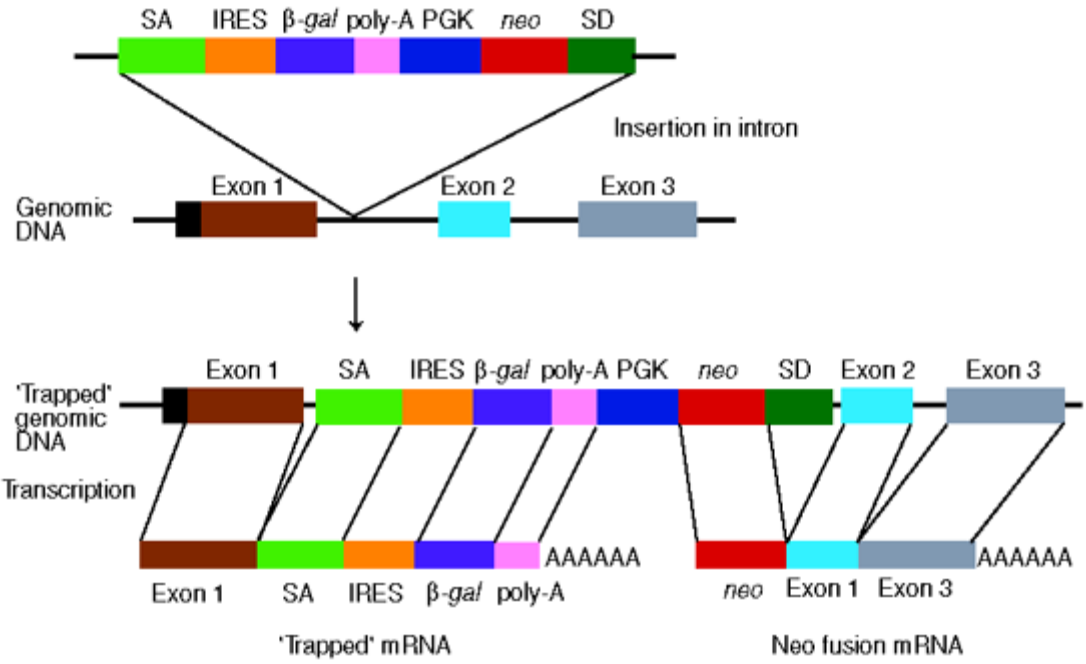 SA IRES β-gal poly-A PGK neo SD
Insertion in intron
Exon 1 Exon 2 Exon 3
Genomic
DNA
Exon 1 SA IRES β-gal poly-A PGK neo SD Exon 2 Exon 3
'Trapped'
genomic
DNA
Transcription
AAAAAA AAAAAA
Exon 1 SA IRES β-gal poly-A neo Exon 1 Exon 3
'Trapped' mRNA Neo fusion mRNA